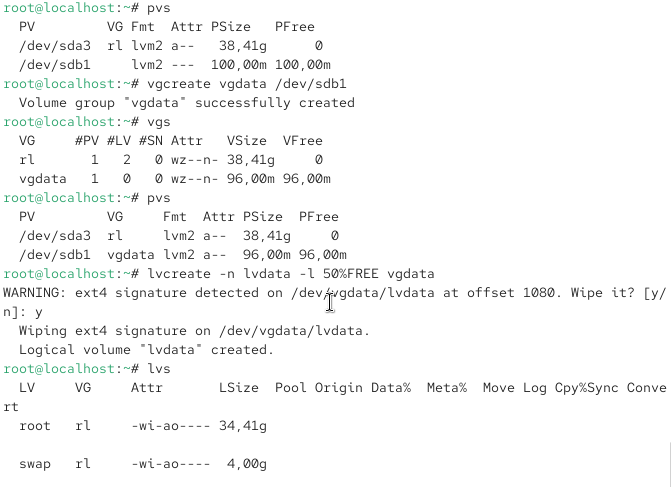 root@localhost:~# pvs
  PV         VG Fmt  Attr PSize   PFree
  /dev/sda3  rl lvm2 a--   38,41g      0
  /dev/sdb1     lvm2 ---  100,00m 100,00m
root@localhost:~# vgcreate vgdata /dev/sdb1
  Volume group "vgdata" successfully created
root@localhost:~# vgs
  VG     #PV #LV #SN Attr   VSize  VFree
  rl       1   2   0 wz--n- 38,41g     0
  vgdata   1   0   0 wz--n- 96,00m 96,00m
root@localhost:~# pvs
  PV         VG     Fmt  Attr PSize  PFree
  /dev/sda3  rl     lvm2 a--  38,41g     0
  /dev/sdb1  vgdata lvm2 a--  96,00m 96,00m
root@localhost:~# lvcreate -n lvdata -l 50%FREE vgdata
WARNING: ext4 signature detected on /dev/vgdata/lvdata at offset 1080. Wipe it? [y/
n]: y
  Wiping ext4 signature on /dev/vgdata/lvdata.
  Logical volume "lvdata" created.
root@localhost:~# lvs
  LV     VG     Attr       LSize  Pool Origin Data%  Meta%  Move Log Cpy%Sync Conve
rt
  root   rl     -wi-ao---- 34,41g
  swap   rl     -wi-ao----  4,00g